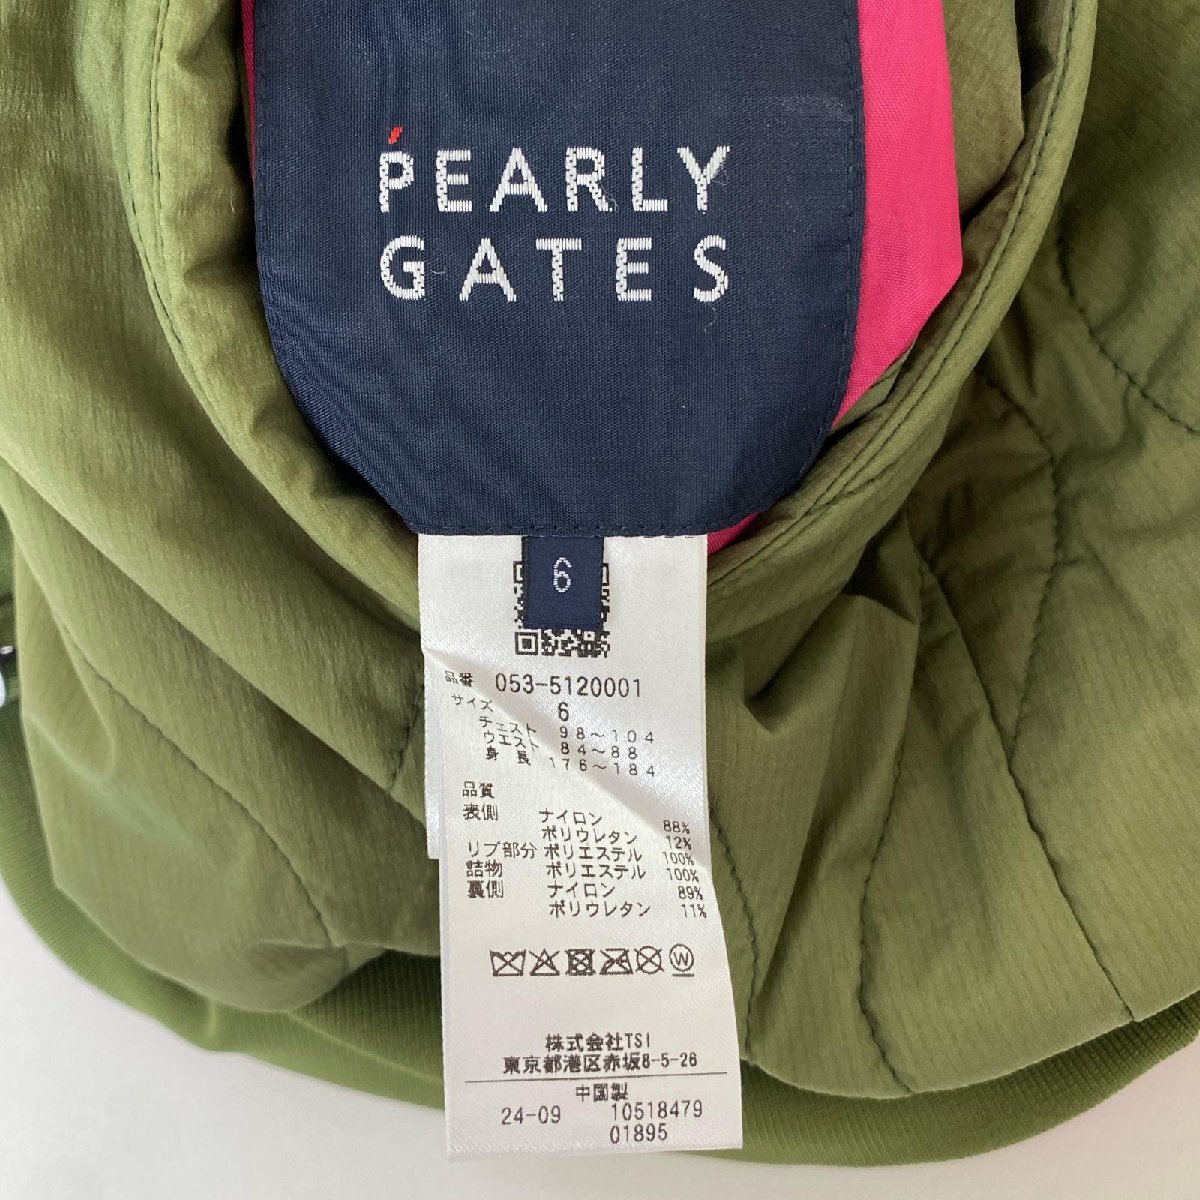 PEARLY
GATES
6
品番 053-5120001
サイズ 6
チェスト 98～104
ウエスト 84～88
身長 176～184
品質
表側 ナイロン 88%
ポリウレタン 12%
リブ部分 ポリエステル 100%
詰物 ポリエステル 100%
裏側 ナイロン 89%
ポリウレタン 11%
W
株式会社TSI
東京都港区赤坂8-5-26
中国製
24-09 10518479
01895